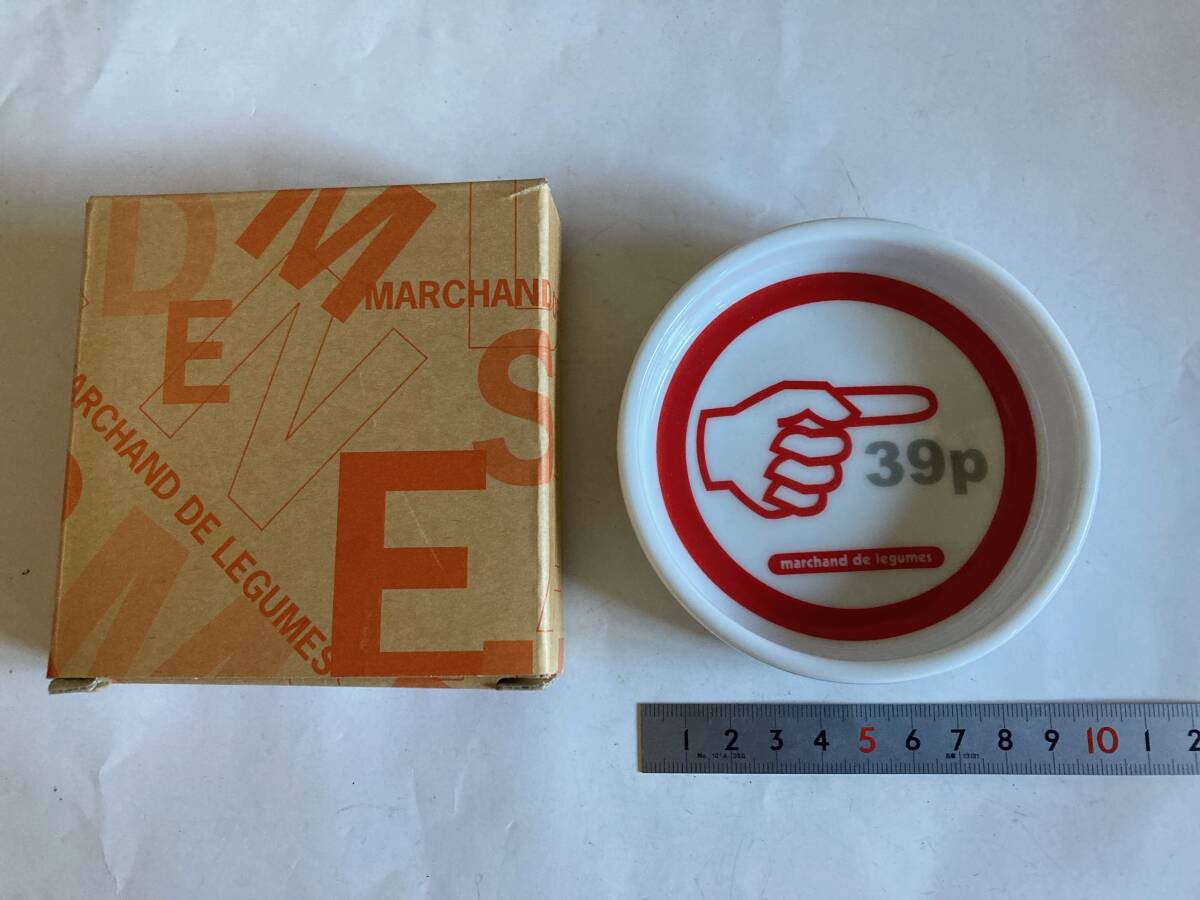 D
M
E
N
MARCHAND
S
ARCHAND DE LEGUMES
E
M
39p
marchand de legumes
1 2 3 4 5 6 7 8 9 10 1 2